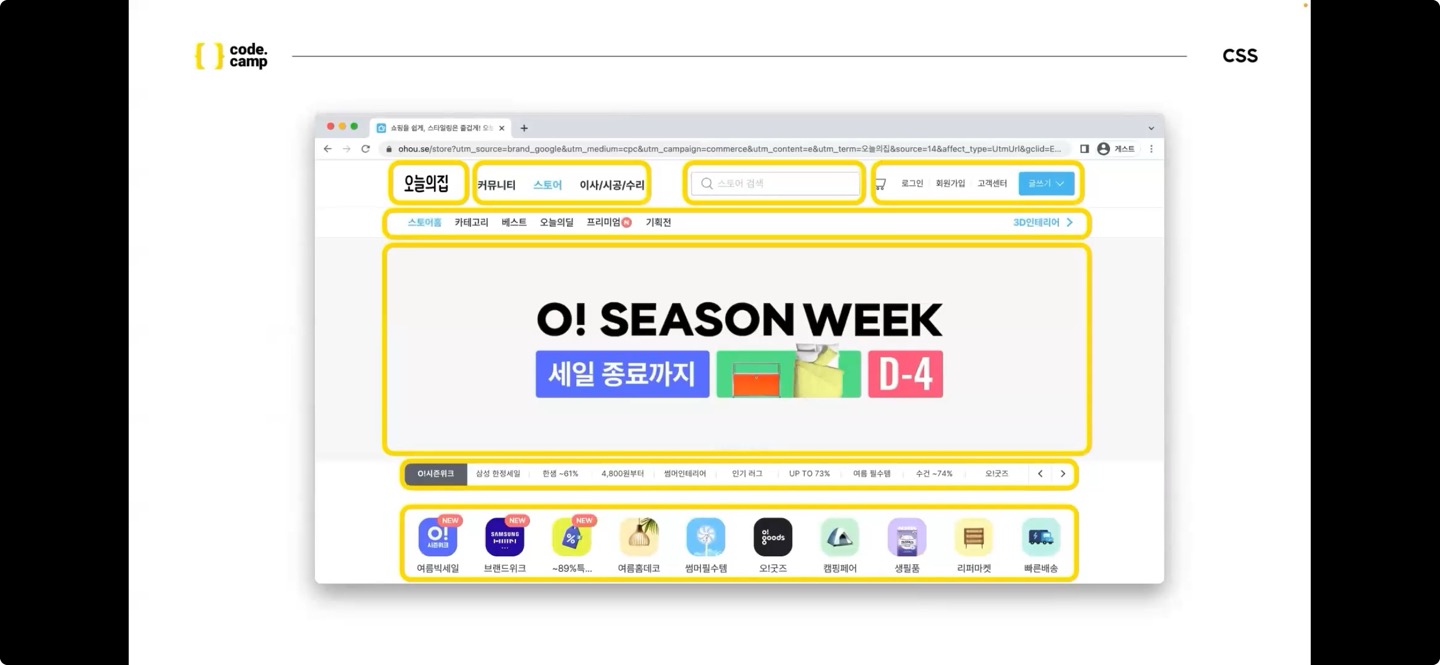 { } code.
camp
CSS
쇼핑을 쉽게, 스타일링은 즐겁게! 오
ohou.se/store?utm_source=brand_google&utm_medium=cpc&utm_campaign=commerce&utm_content=e&utm_term=오늘의집&source=14&affect_type=UtmUrl&gclid=E...
게스트
오늘의집 커뮤니티 스토어 이사/시공/수리 스토어 검색 로그인 회원가입 고객센터 글쓰기
스토어홈 카테고리 베스트 오늘의딜 프리미엄 N 기획전 3D인테리어
O! SEASON WEEK
세일 종료까지 D-4
O!시즌위크 삼성 한정세일 한샘 ~61% 4,800원부터 썸머인테리어 인기 러그 UP TO 73% 여름 필수템 수건 ~74% 오!굿즈
NEW NEW NEW
O! 시즌위크 SAMSUNG % o! goods
여름빅세일 브랜드위크 ~89%특... 여름홈데코 썸머필수템 오!굿즈 캠핑페어 생필품 리퍼마켓 빠른배송